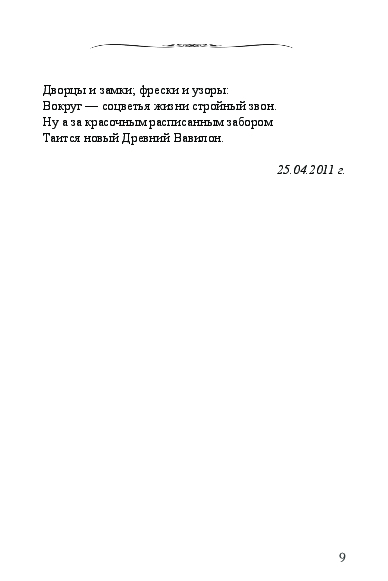 Дворцы и замки; фрески и узоры:
Вокруг — соцветья жизни стройный звон.
Ну а за красочным расписанным забором
Таится новый Древний Вавилон.
25.04.2011 г.
9